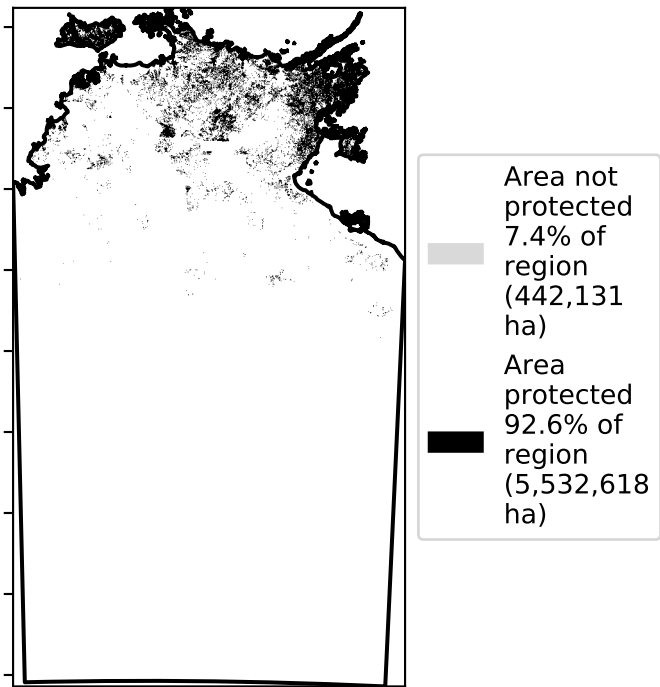 Area not
protected
7.4% of
region
(442,131
ha)
Area
protected
92.6% of
region
(5,532,618
ha)